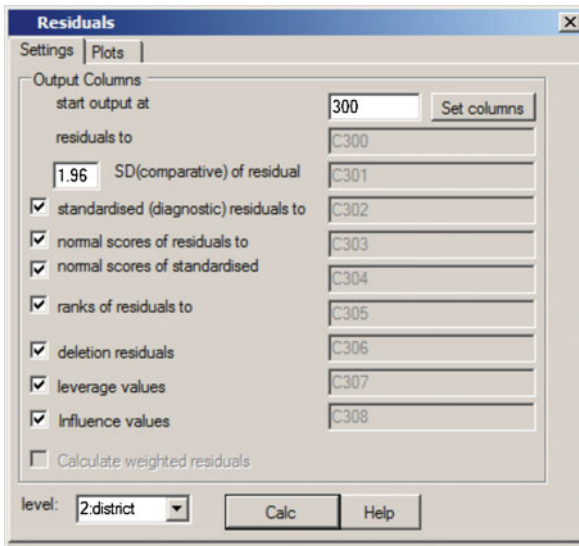 Residuals
Settings Plots
Output Columns
start output at 300 Set columns
residuals to C300
1.96 SD(comparative) of residual C301
standardised (diagnostic) residuals to C302
normal scores of residuals to C303
normal scores of standardised C304
ranks of residuals to C305
deletion residuals C306
leverage values C307
Influence values C308
Calculate weighted residuals
level: 2:district Calc Help